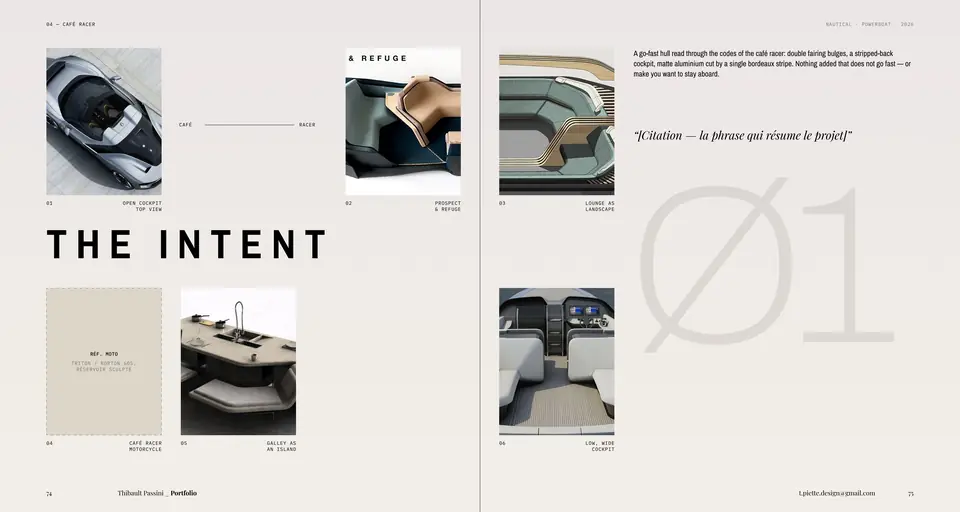 04 — CAFÉ RACER
NAUTICAL · POWERBOAT 2026
& REFUGE
A go-fast hull read through the codes of the café racer: double fairing bulges, a stripped-back
cockpit, matte aluminium cut by a single bordeaux stripe. Nothing added that does not go fast — or
make you want to stay aboard.
CAFÉ
RACER
“[Citation — la phrase qui résume le projet]”
01
OPEN COCKPIT
TOP VIEW
02
PROSPECT
& REFUGE
03
LOUNGE AS
LANDSCAPE
Ø1
THE INTENT
RÉF. MOTO
TRITON / NORTON 605,
RÉSERVOIR SCULPTÉ
04
CAFÉ RACER
MOTORCYCLE
05
GALLEY AS
AN ISLAND
06
LOW, WIDE
COCKPIT
74
Thibault Passini _ Portfolio
t.piette.design@gmail.com
75